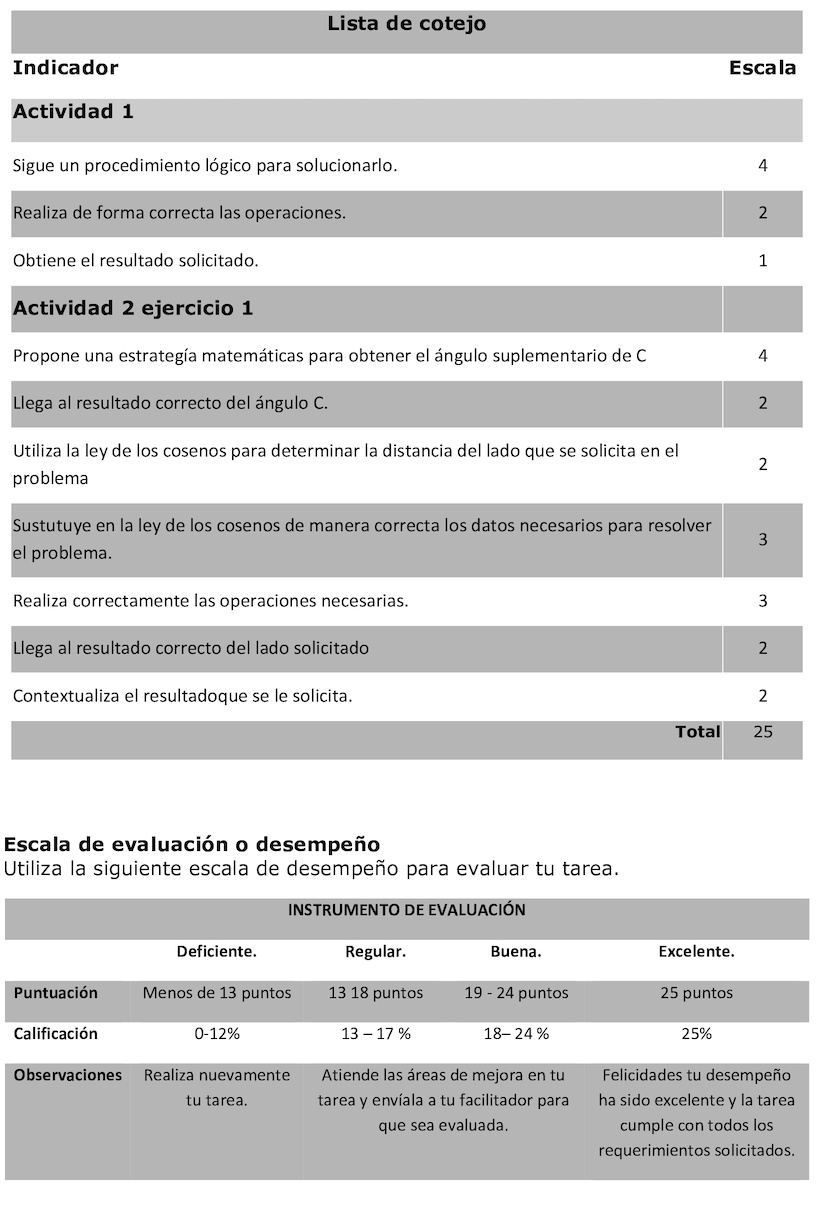 Lista de cotejo
Indicador Escala
Actividad 1
Sigue un procedimiento lógico para solucionarlo. 4
Realiza de forma correcta las operaciones. 2
Obtiene el resultado solicitado. 1
Actividad 2 ejercicio 1
Propone una estrategía matemáticas para obtener el ángulo suplementario de C 4
Llega al resultado correcto del ángulo C. 2
Utiliza la ley de los cosenos para determinar la distancia del lado que se solicita en el
problema 2
Sustutuye en la ley de los cosenos de manera correcta los datos necesarios para resolver
el problema. 3
Realiza correctamente las operaciones necesarias. 3
Llega al resultado correcto del lado solicitado 2
Contextualiza el resultadoque se le solicita. 2
Total 25
Escala de evaluación o desempeño
Utiliza la siguiente escala de desempeño para evaluar tu tarea.
INSTRUMENTO DE EVALUACIÓN
Deficiente. Regular. Buena. Excelente.
Puntuación Menos de 13 puntos 13 18 puntos 19 - 24 puntos 25 puntos
Calificación 0-12% 13 – 17 % 18– 24 % 25%
Observaciones Realiza nuevamente Atiende las áreas de mejora en tu Felicidades tu desempeño
tu tarea. tarea y envíala a tu facilitador para ha sido excelente y la tarea
que sea evaluada. cumple con todos los
requerimientos solicitados.